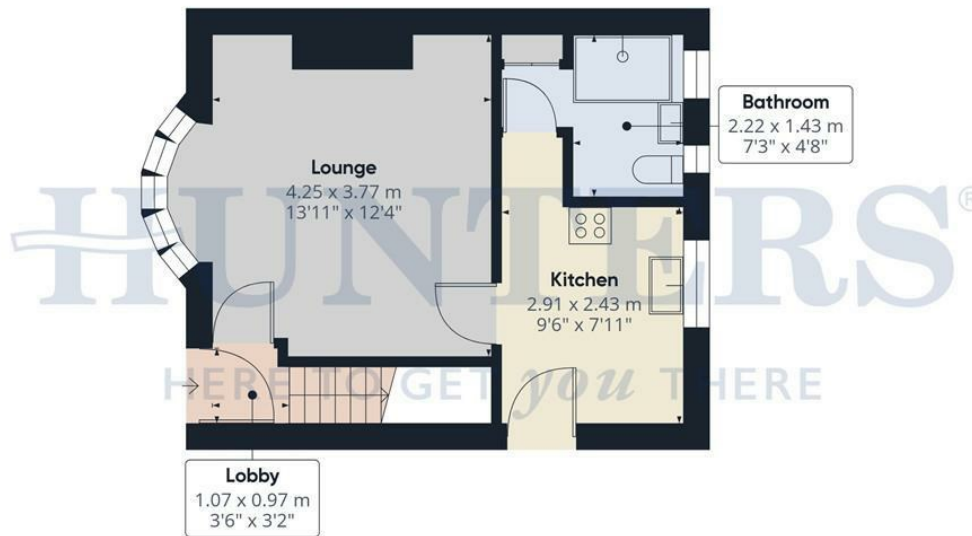 Bathroom
2.22 x 1.43 m
7'3" x 4'8"
Lounge
4.25 x 3.77 m
13'11" x 12'4"
HUNTERS®
Kitchen
2.91 x 2.43 m
9'6" x 7'11"
HERE TO GET you THERE
Lobby
1.07 x 0.97 m
3'6" x 3'2"